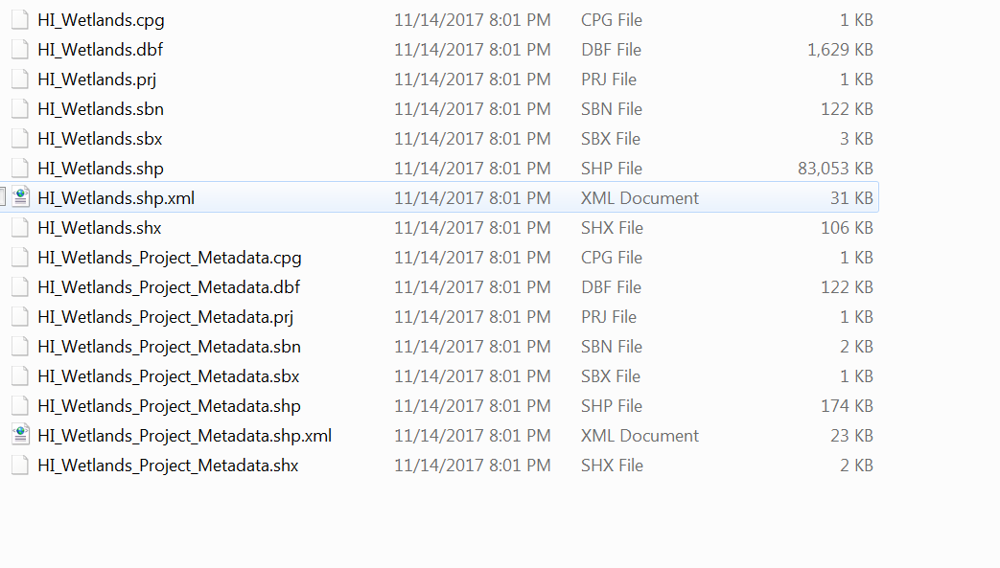 HI_Wetlands.cpg 11/14/2017 8:01 PM CPG File 1 KB
HI_Wetlands.dbf 11/14/2017 8:01 PM DBF File 1,629 KB
HI_Wetlands.prj 11/14/2017 8:01 PM PRJ File 1 KB
HI_Wetlands.sbn 11/14/2017 8:01 PM SBN File 122 KB
HI_Wetlands.sbx 11/14/2017 8:01 PM SBX File 3 KB
HI_Wetlands.shp 11/14/2017 8:01 PM SHP File 83,053 KB
HI_Wetlands.shp.xml 11/14/2017 8:01 PM XML Document 31 KB
HI_Wetlands.shx 11/14/2017 8:01 PM SHX File 106 KB
HI_Wetlands_Project_Metadata.cpg 11/14/2017 8:01 PM CPG File 1 KB
HI_Wetlands_Project_Metadata.dbf 11/14/2017 8:01 PM DBF File 122 KB
HI_Wetlands_Project_Metadata.prj 11/14/2017 8:01 PM PRJ File 1 KB
HI_Wetlands_Project_Metadata.sbn 11/14/2017 8:01 PM SBN File 2 KB
HI_Wetlands_Project_Metadata.sbx 11/14/2017 8:01 PM SBX File 1 KB
HI_Wetlands_Project_Metadata.shp 11/14/2017 8:01 PM SHP File 174 KB
HI_Wetlands_Project_Metadata.shp.xml 11/14/2017 8:01 PM XML Document 23 KB
HI_Wetlands_Project_Metadata.shx 11/14/2017 8:01 PM SHX File 2 KB